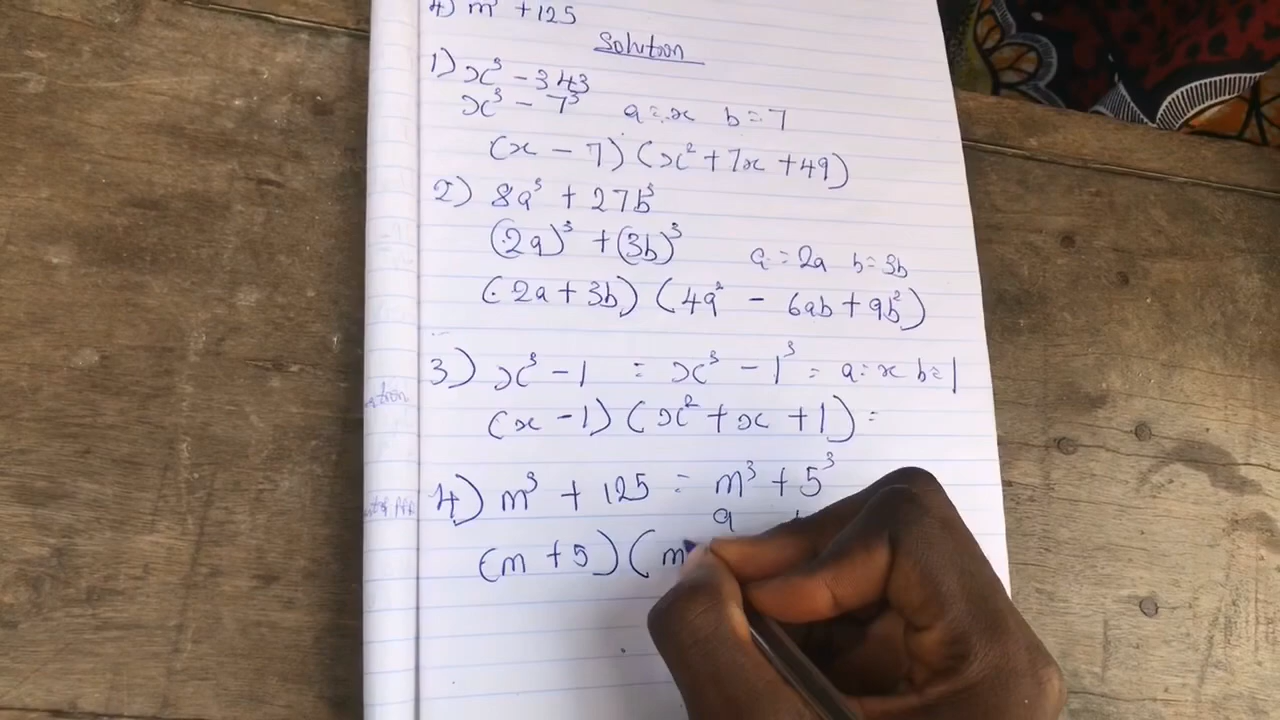 4) m³ + 125
Solution
1) x³ - 343
x³ - 7³ a = x b = 7
(x - 7) (x² + 7x + 49)
2) 8a³ + 27b³
(2a)³ + (3b)³ a = 2a b = 3b
(2a + 3b) (4a² - 6ab + 9b²)
3) x³ - 1 = x³ - 1³ = a = x b = 1
(x - 1) (x² + x + 1) =
4) m³ + 125 = m³ + 5³
a
(m + 5) (m